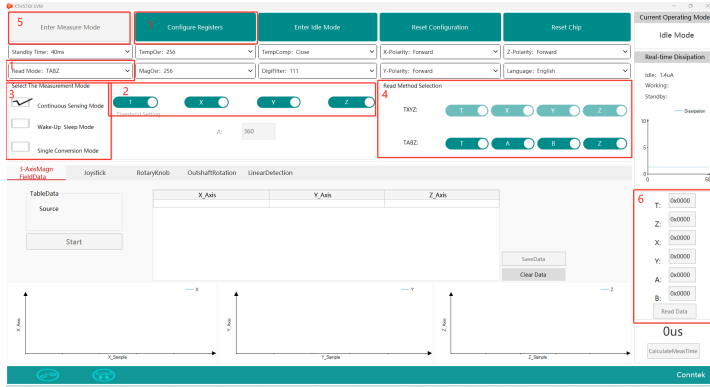 KTH57XX EVM
5
Enter Measure Mode
1
Configure Registers
Enter Idle Mode
Reset Configuration
Reset Chip
Current Operating Mode
Idle Mode
Standby Time: 40ms
TempOsr: 256
TempComp: Close
X-Polarity: Forward
Z-Polarity: Forward
Real-time Dissipation
1
Read Mode: TABZ
MagOsr: 256
DigiFilter: 111
Y-Polarity: Forward
Language: English
Idle: 1.4uA
Working:
Standby:
Select The Measurement Mode
3
Continuous Sensing Mode
Wake-Up Sleep Mode
Single Conversion Mode
2
T X Y Z
Threshold Setting
A: 360
Read Method Selection
4
TXYZ: T X Y Z
TABZ: T A B Z
Dissipation
10
5
0
0 50
3-AxisMagn
FieldData
Joystick
RotaryKnob
OutshaftRotation
LinearDetection
TableData
Source
Start
X_Axis
Y_Axis
Z_Axis
SaveData
Clear Data
6
T: 0x0000
Z: 0x0000
X: 0x0000
Y: 0x0000
A: 0x0000
B: 0x0000
Read Data
X
X_Axis
X_Sample
Y
Y_Axis
Y_Sample
Z
Z_Axis
Z_Sample
0us
CalculateMeasTime
Conntek